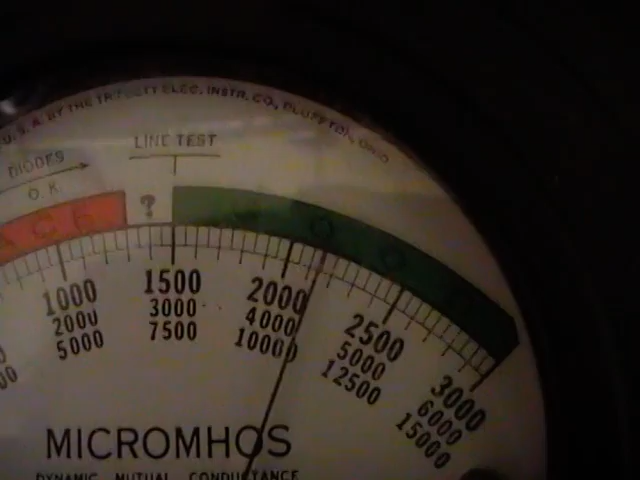 U.S.A. BY THE TRIPLETT ELEC. INSTR. CO., BLUFFTON, OHIO
LINE TEST
DIODES
O.K.
?
1000 1500 2000 2500 3000
2000 3000 4000 5000 6000
5000 7500 10000 12500 15000
MICROMHOS
DYNAMIC MUTUAL CONDUCTANCE